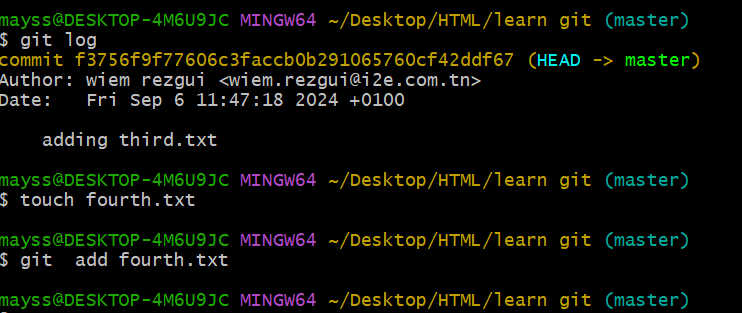 mayss@DESKTOP-4M6U9JC MINGW64 ~/Desktop/HTML/learn git (master)
$ git log
commit f3756f9f77606c3faccb0b291065760cf42ddf67 (HEAD -> master)
Author: wiem rezgui <wiem.rezgui@i2e.com.tn>
Date:   Fri Sep 6 11:47:18 2024 +0100
    adding third.txt
mayss@DESKTOP-4M6U9JC MINGW64 ~/Desktop/HTML/learn git (master)
$ touch fourth.txt
mayss@DESKTOP-4M6U9JC MINGW64 ~/Desktop/HTML/learn git (master)
$ git  add fourth.txt
mayss@DESKTOP-4M6U9JC MINGW64 ~/Desktop/HTML/learn git (master)